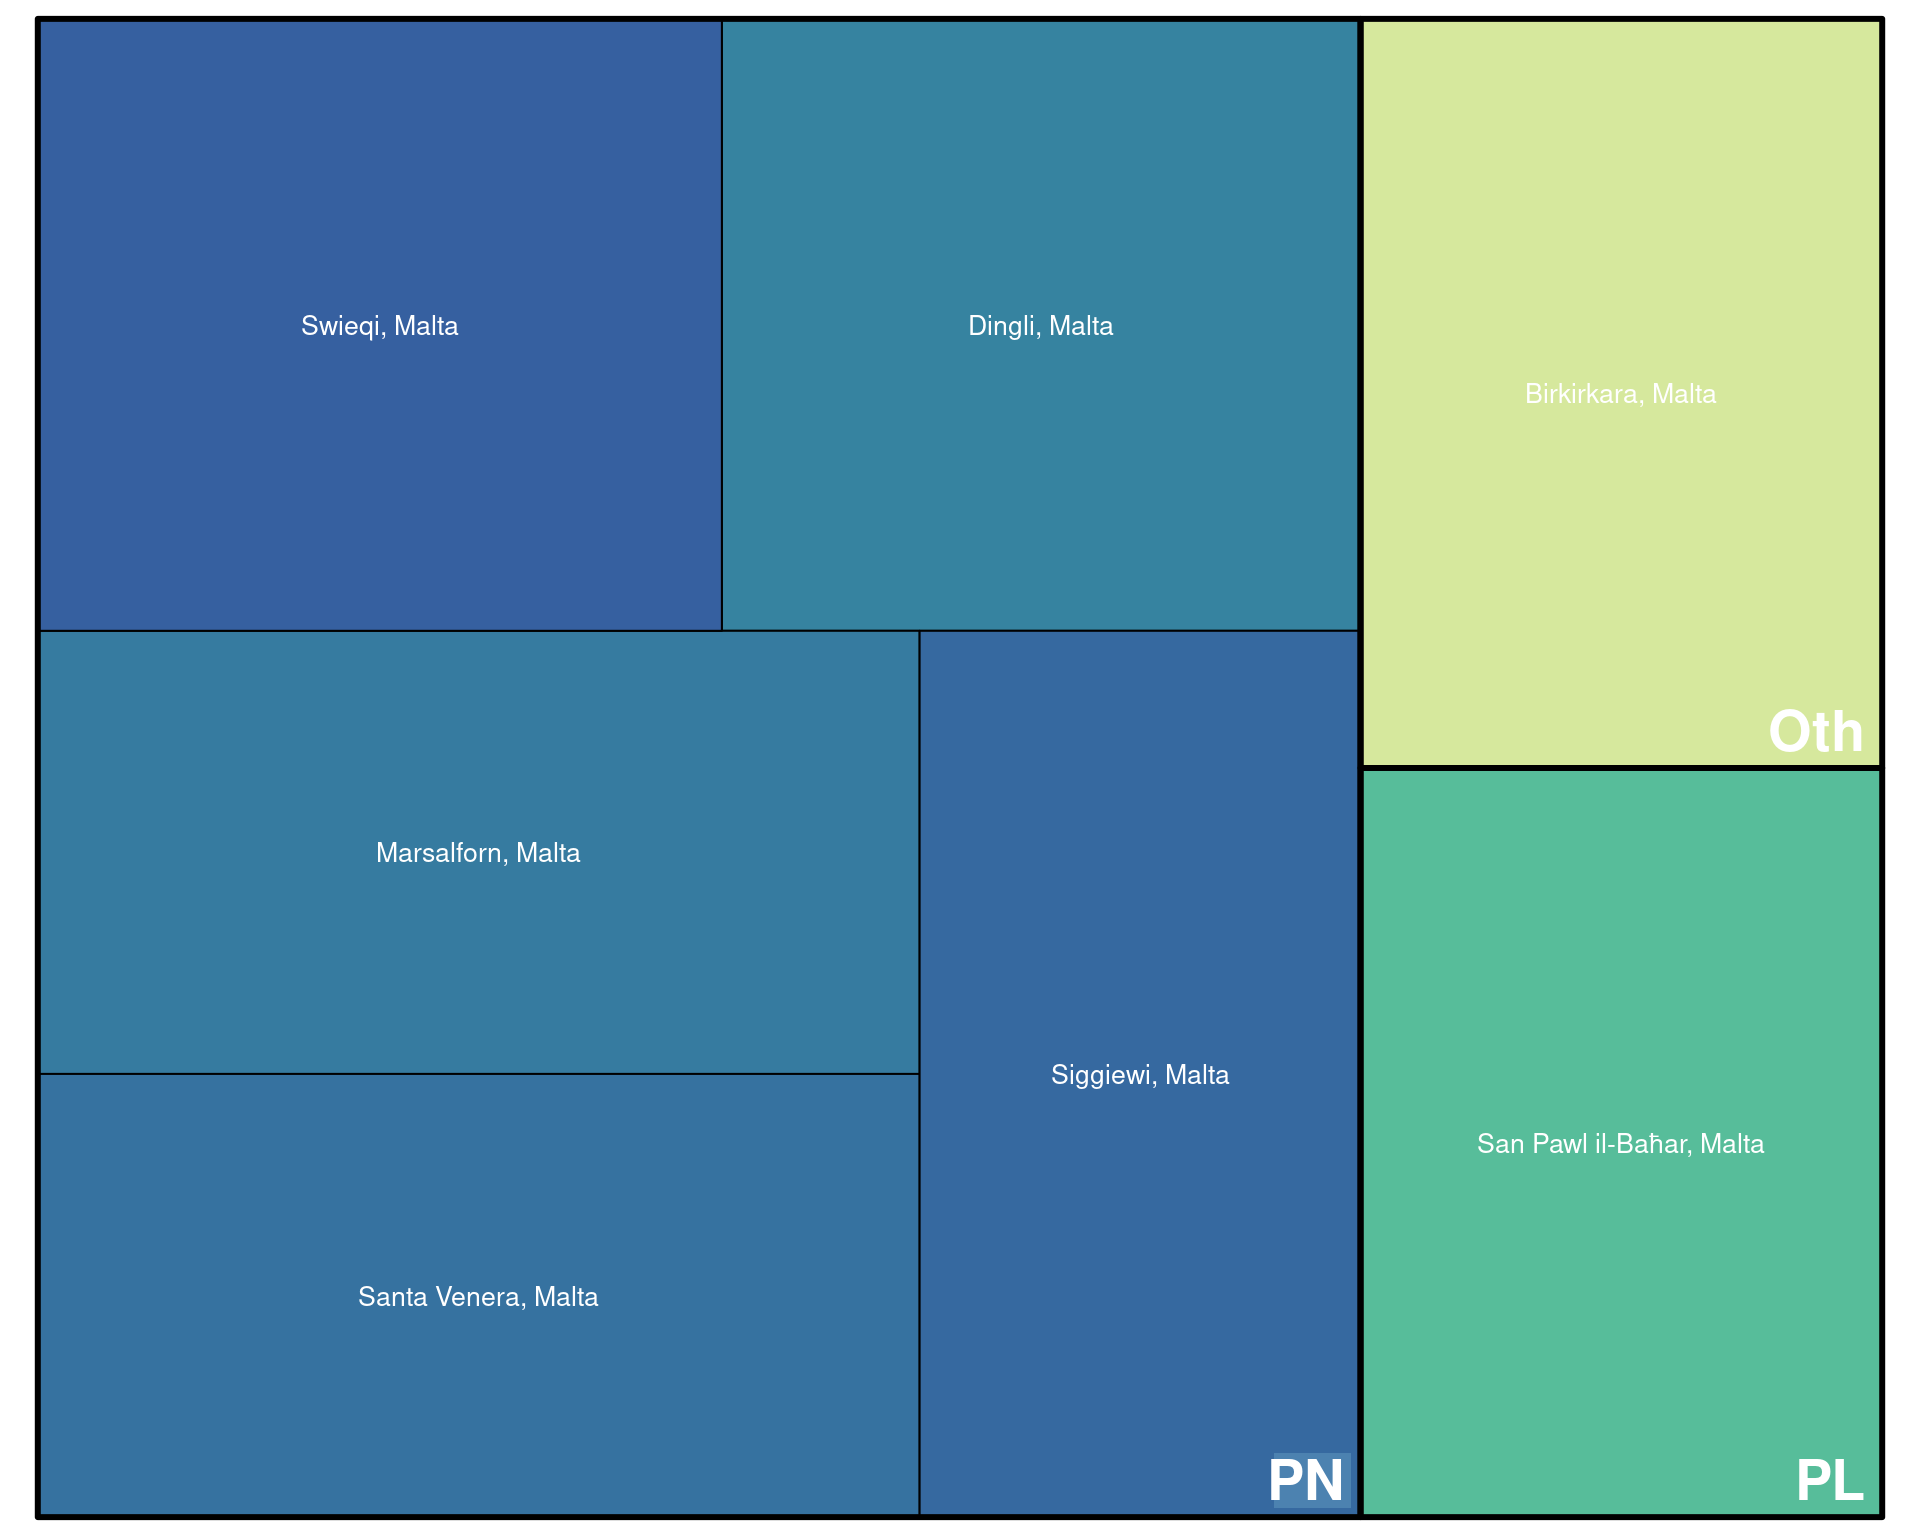 Swieqi, Malta
Dingli, Malta
Birkirkara, Malta
Oth
Marsalforn, Malta
Siggiewi, Malta
San Pawl il-Baħar, Malta
Santa Venera, Malta
PN
PL